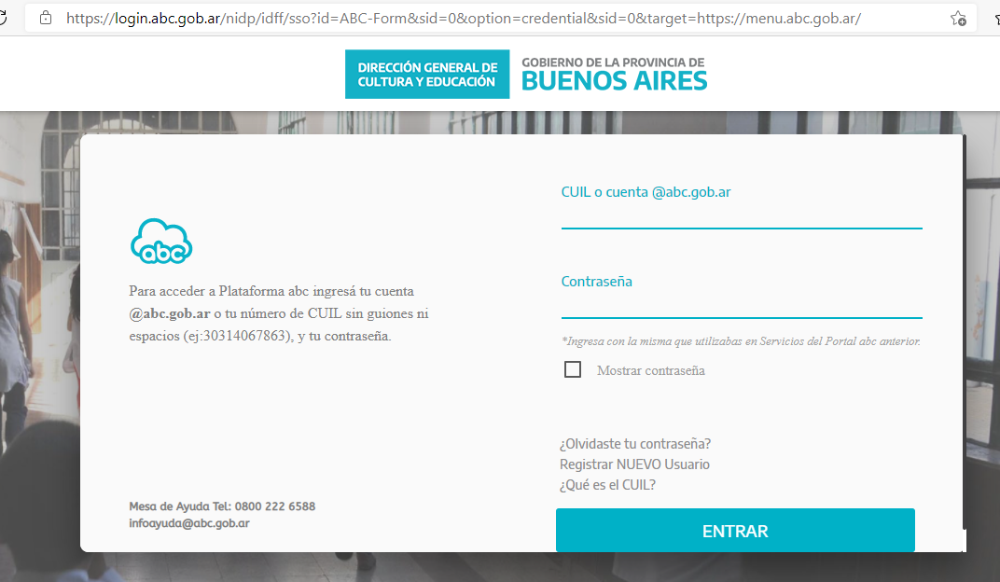 https://login.abc.gob.ar/nidp/idff/sso?id=ABC-Form&sid=0&option=credential&sid=0&target=https://menu.abc.gob.ar/
DIRECCIÓN GENERAL DE
CULTURA Y EDUCACIÓN
GOBIERNO DE LA PROVINCIA DE
BUENOS AIRES
abc
Para acceder a Plataforma abc ingresá tu cuenta
@abc.gob.ar o tu número de CUIL sin guiones ni
espacios (ej:30314067863), y tu contraseña.
Mesa de Ayuda Tel: 0800 222 6588
infoayuda@abc.gob.ar
CUIL o cuenta @abc.gob.ar
Contraseña
*Ingresa con la misma que utilizabas en Servicios del Portal abc anterior.
Mostrar contraseña
¿Olvidaste tu contraseña?
Registrar NUEVO Usuario
¿Qué es el CUIL?
ENTRAR